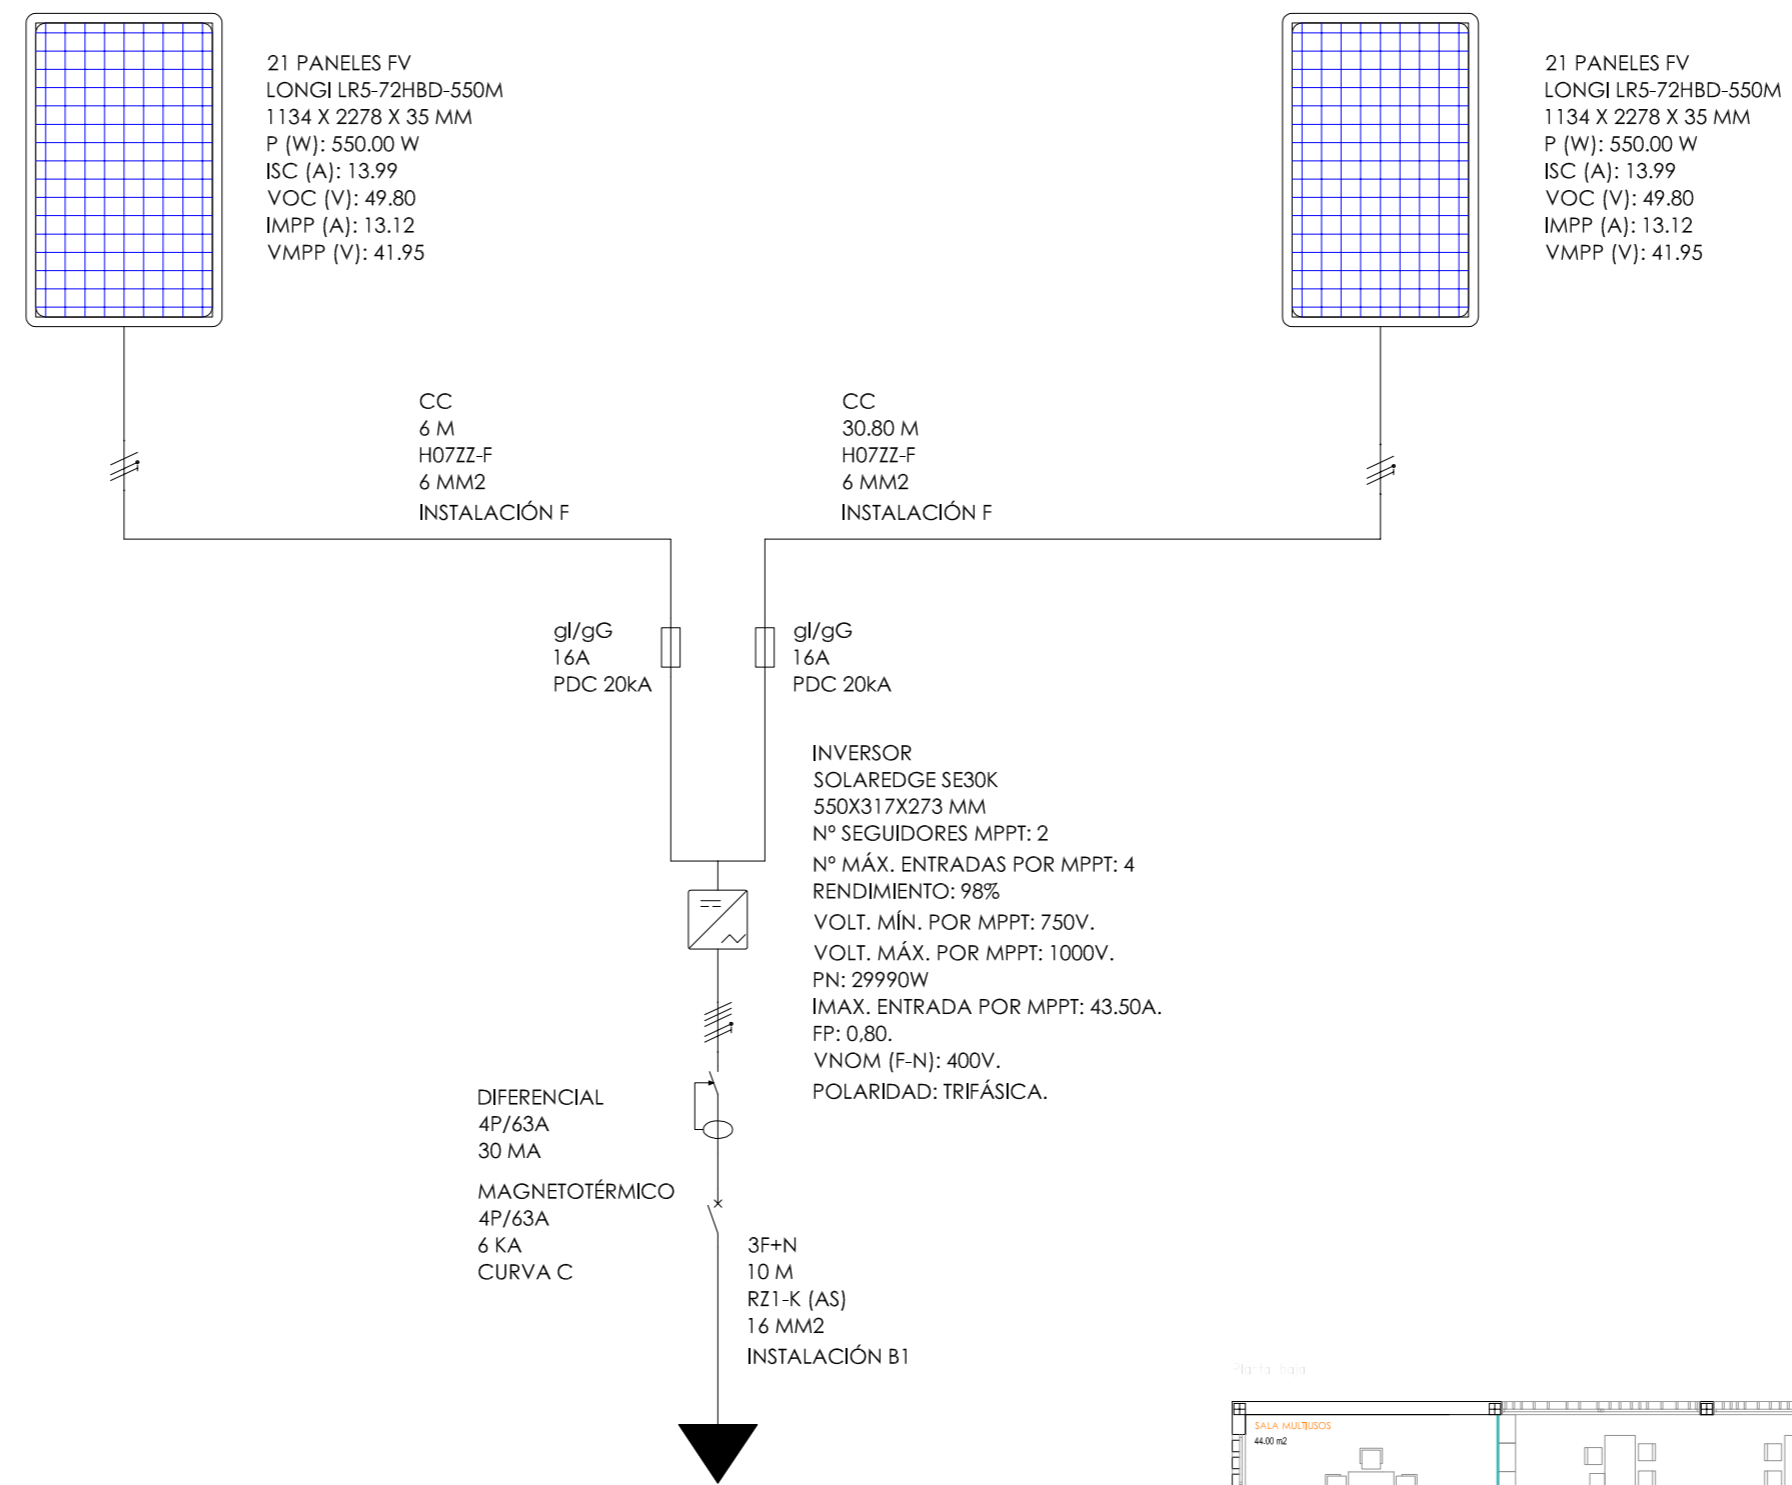 21 PANELES FV
LONGI LR5-72HBD-550M
1134 X 2278 X 35 MM
P (W): 550.00 W
ISC (A): 13.99
VOC (V): 49.80
IMPP (A): 13.12
VMPP (V): 41.95
21 PANELES FV
LONGI LR5-72HBD-550M
1134 X 2278 X 35 MM
P (W): 550.00 W
ISC (A): 13.99
VOC (V): 49.80
IMPP (A): 13.12
VMPP (V): 41.95
CC
6 M
H07ZZ-F
6 MM2
INSTALACIÓN F
CC
30.80 M
H07ZZ-F
6 MM2
INSTALACIÓN F
gl/gG
16A
PDC 20kA
gl/gG
16A
PDC 20kA
INVERSOR
SOLAREDGE SE30K
550X317X273 MM
Nº SEGUIDORES MPPT: 2
Nº MÁX. ENTRADAS POR MPPT: 4
RENDIMIENTO: 98%
VOLT. MÍN. POR MPPT: 750V.
VOLT. MÁX. POR MPPT: 1000V.
PN: 29990W
IMAX. ENTRADA POR MPPT: 43.50A.
FP: 0,80.
VNOM (F-N): 400V.
POLARIDAD: TRIFÁSICA.
DIFERENCIAL
4P/63A
30 MA
MAGNETOTÉRMICO
4P/63A
6 KA
CURVA C
3F+N
10 M
RZ1-K (AS)
16 MM2
INSTALACIÓN B1
Planta baja
SALA MULTIUSOS
44.00 m2